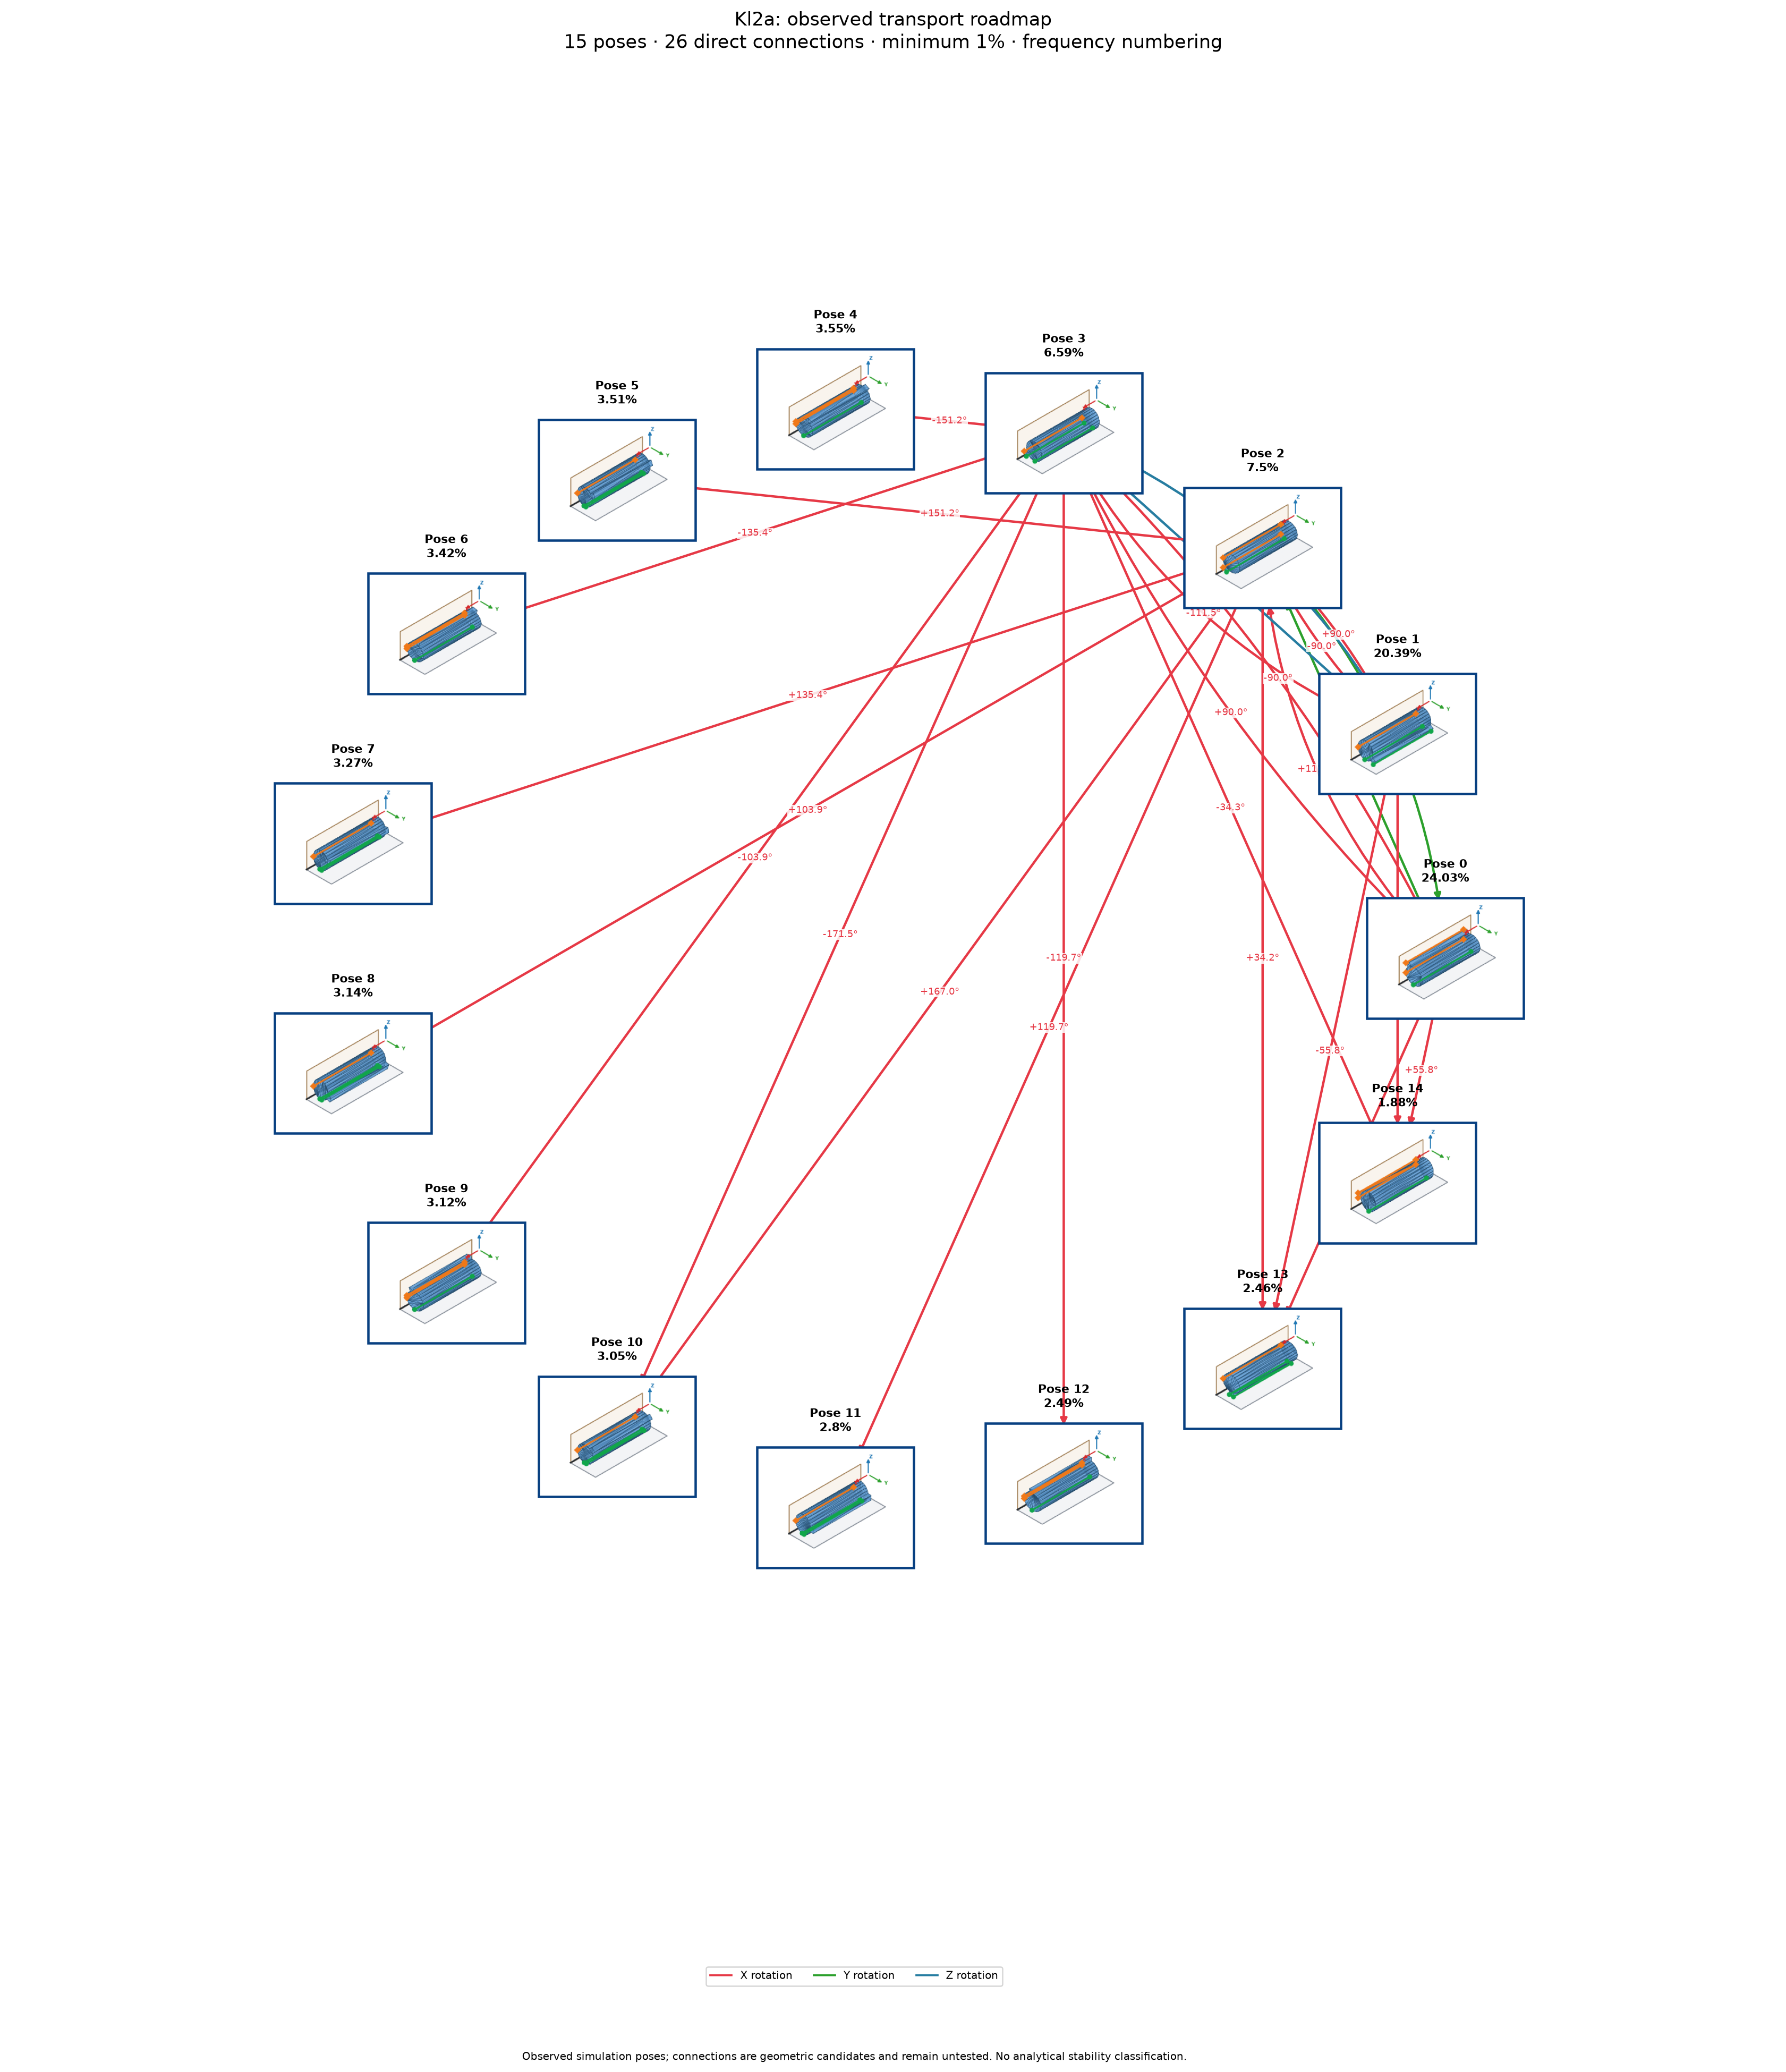 Kl2a: observed transport roadmap
15 poses · 26 direct connections · minimum 1% · frequency numbering
Pose 4
3.55%
Pose 3
6.59%
Pose 5
3.51%
-151.2°
Pose 2
7.5%
+151.2°
-135.4°
Pose 6
3.42%
-111.5°
+90.0°
-90.0°
Pose 1
20.39%
-90.0°
+135.4°
+90.0°
Pose 7
3.27%
+11
-34.3°
+103.9°
-103.9°
Pose 0
24.03%
-171.5°
-119.7°
+34.2°
Pose 8
3.14%
+167.0°
+119.7°
-55.8°
+55.8°
Pose 14
1.88%
Pose 9
3.12%
Pose 13
2.46%
Pose 10
3.05%
Pose 12
2.49%
Pose 11
2.8%
X rotation
Y rotation
Z rotation
Observed simulation poses; connections are geometric candidates and remain untested. No analytical stability classification.